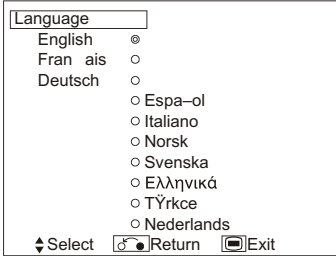 Language
English
Fran ais
Deutsch
Espa–ol
Italiano
Norsk
Svenska
Ελληνικά
TŸrkce
Nederlands
Select Return Exit